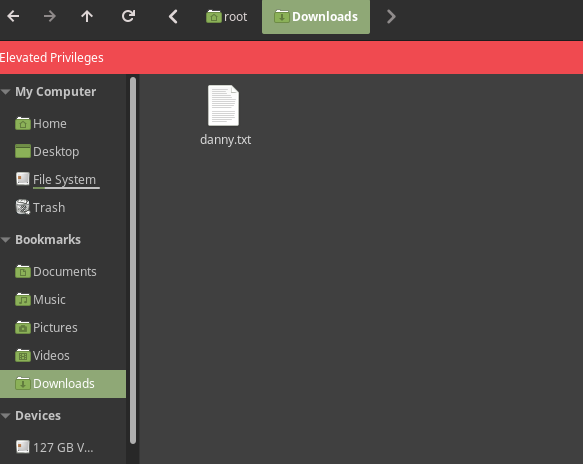 root
Downloads
Elevated Privileges
My Computer
Home
Desktop
File System
Trash
Bookmarks
Documents
Music
Pictures
Videos
Downloads
Devices
127 GB V...
danny.txt